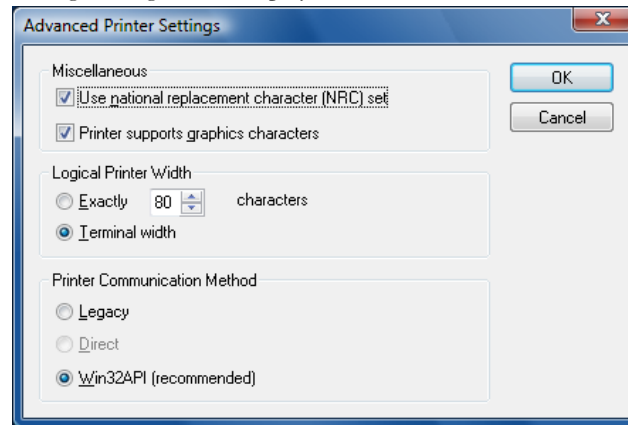 Advanced Printer Settings
Miscellaneous
Use national replacement character (NRC) set
Printer supports graphics characters
OK
Cancel
Logical Printer Width
Exactly 80 characters
Terminal width
Printer Communication Method
Legacy
Direct
Win32API (recommended)